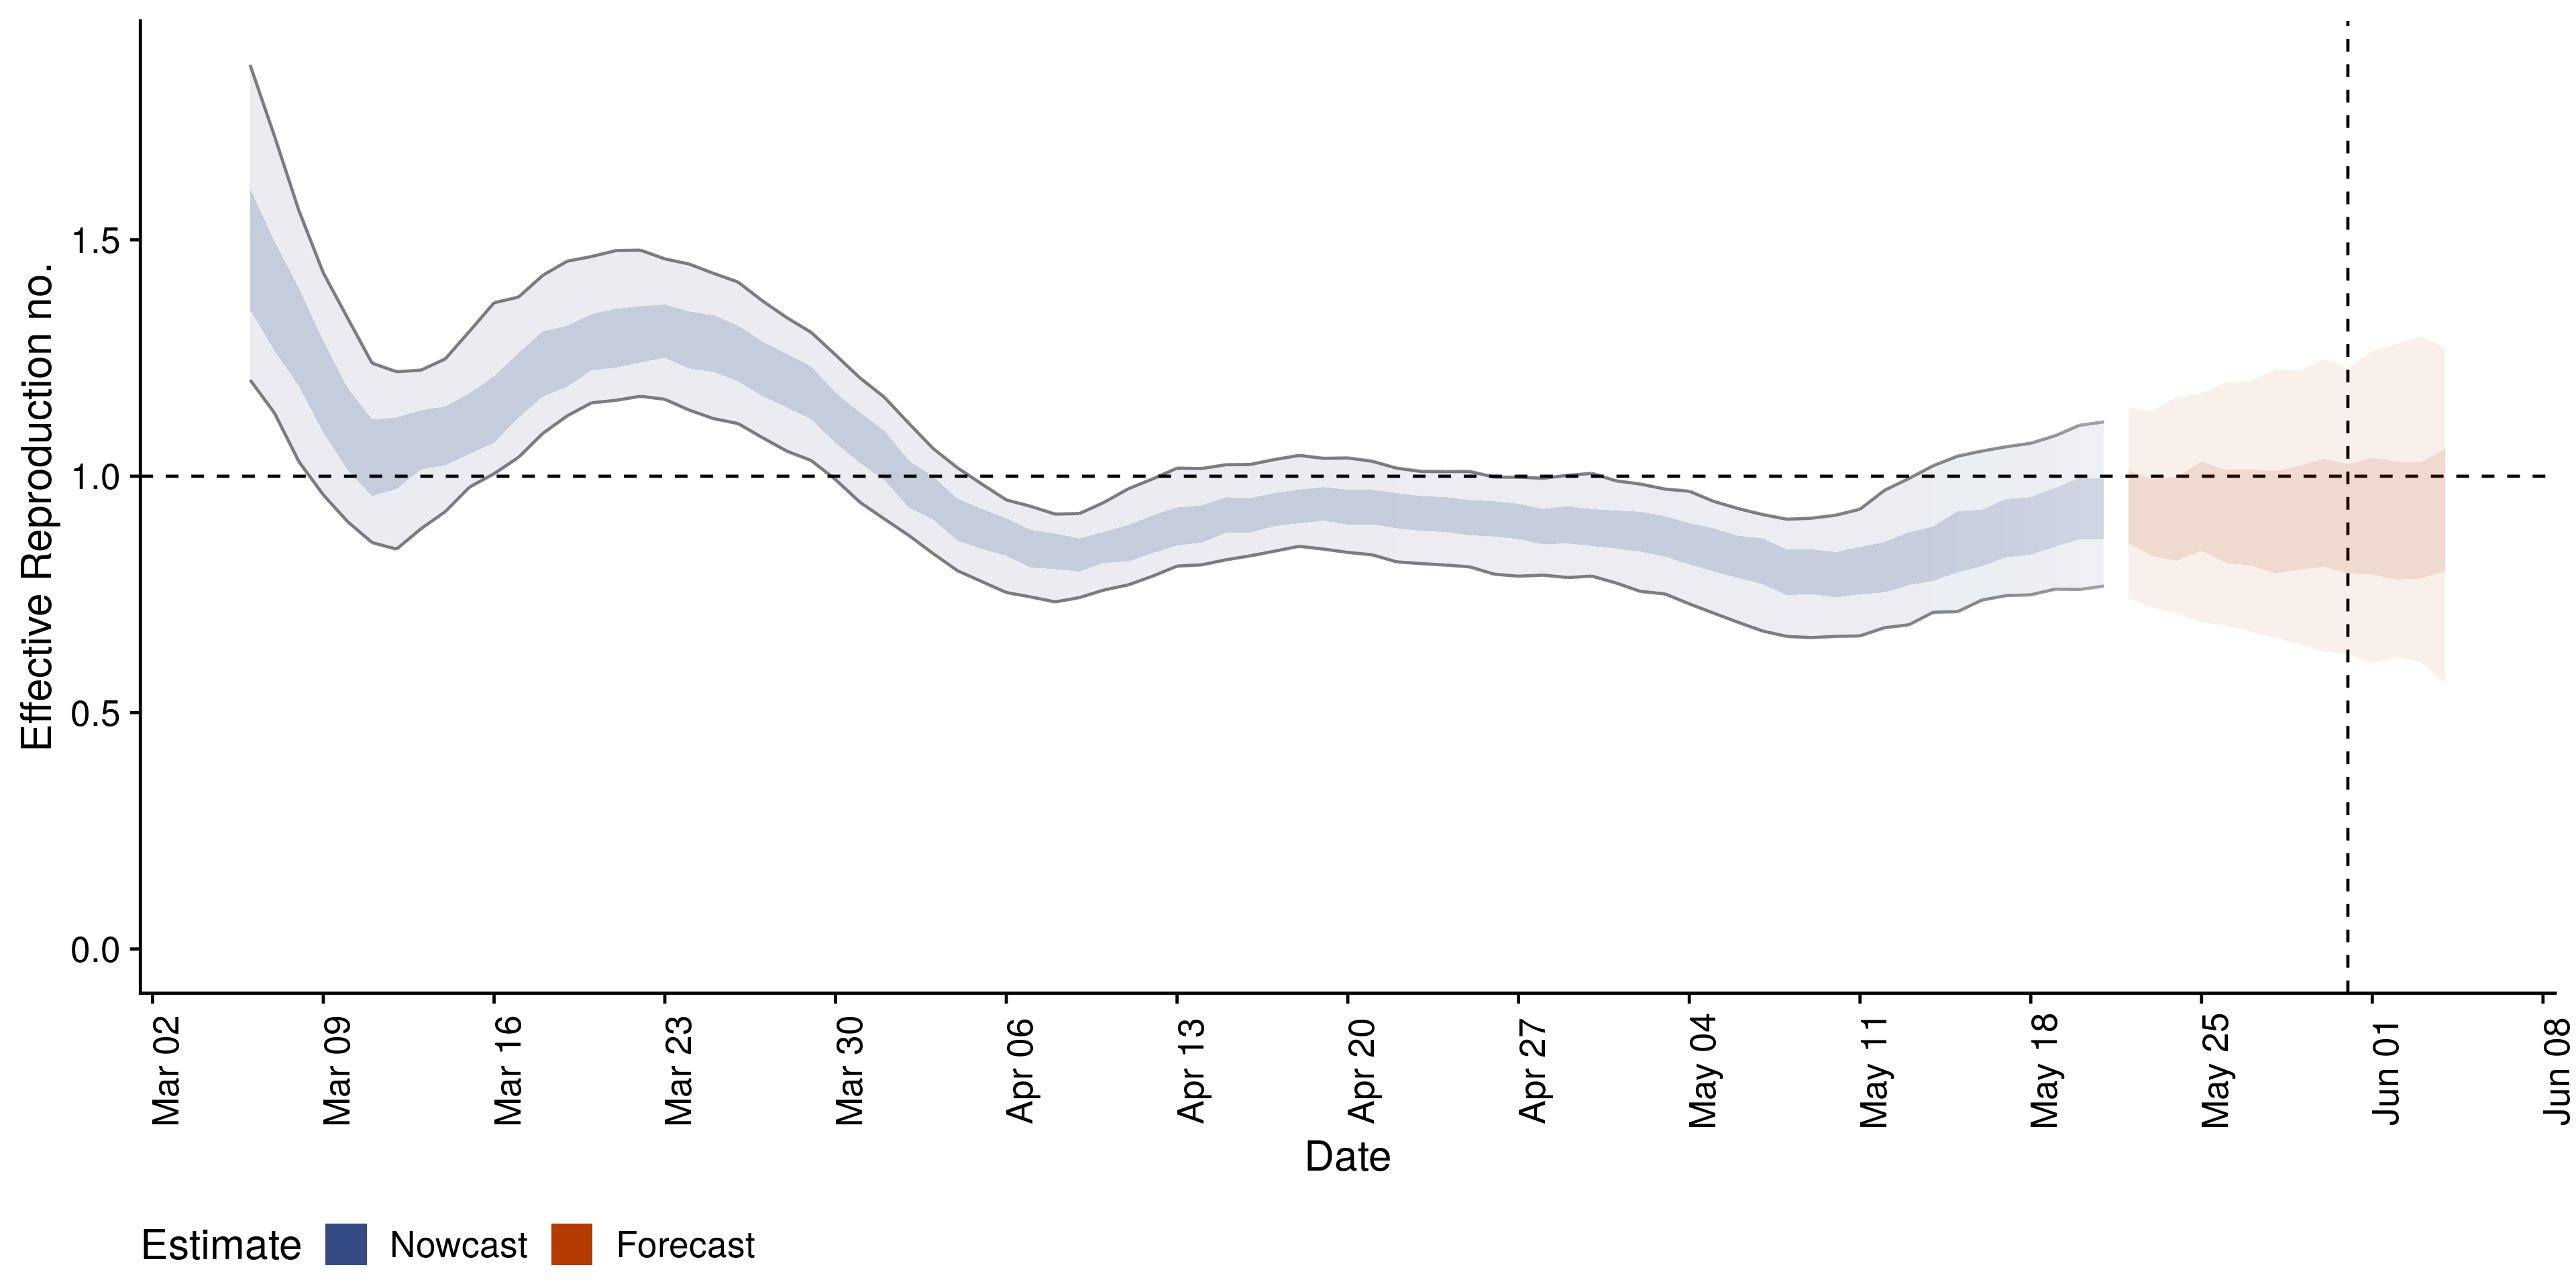 Effective Reproduction no.
1.5
1.0
0.5
0.0
Mar 02
Mar 09
Mar 16
Mar 23
Mar 30
Apr 06
Apr 13
Apr 20
Apr 27
May 04
May 11
May 18
May 25
Jun 01
Jun 08
Date
Estimate Nowcast Forecast